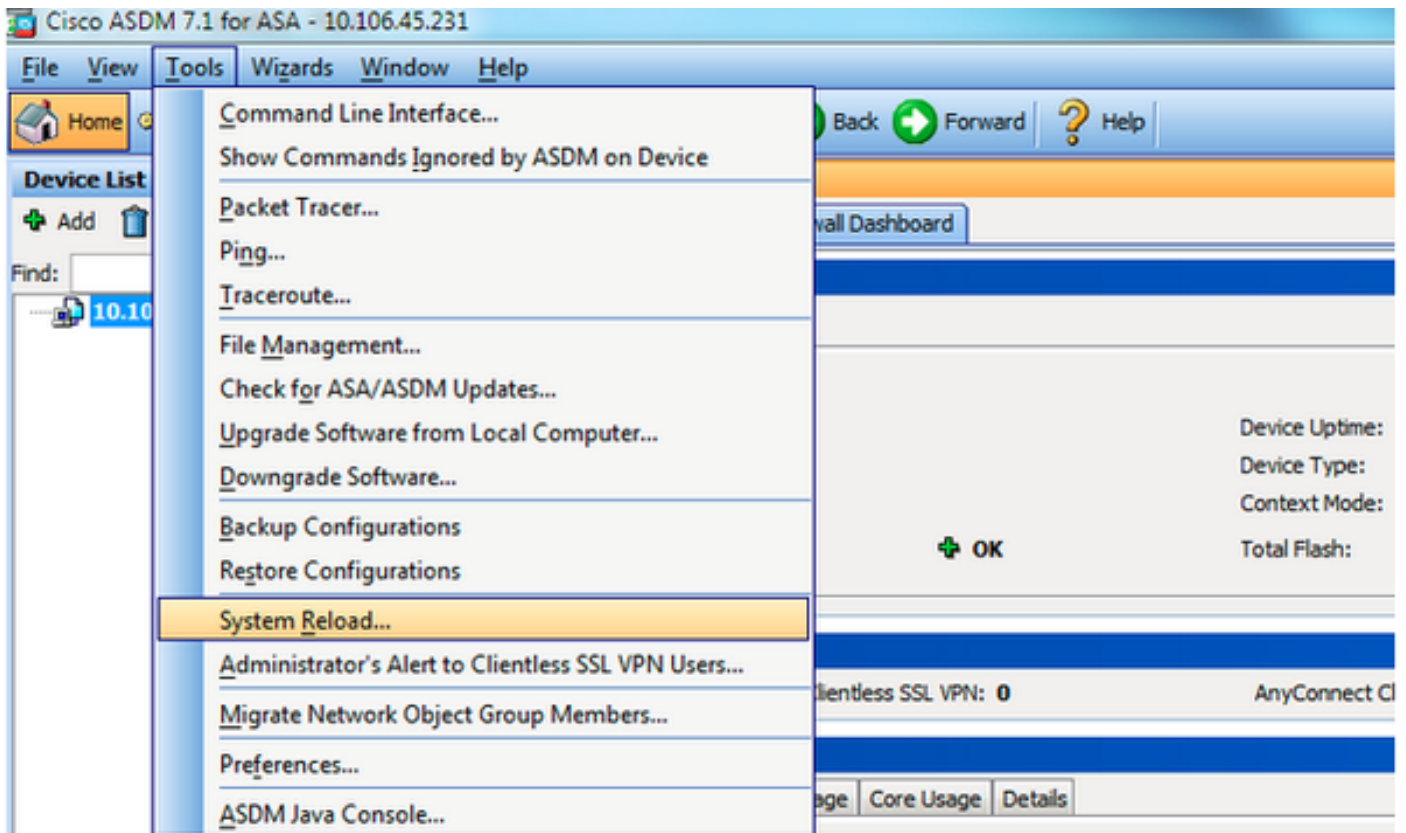 Cisco ASDM 7.1 for ASA - 10.106.45.231
File View Tools Wizards Window Help
Home
Back Forward Help
Command Line Interface...
Show Commands Ignored by ASDM on Device
Packet Tracer...
Ping...
Traceroute...
File Management...
Check for ASA/ASDM Updates...
Upgrade Software from Local Computer...
Downgrade Software...
Backup Configurations
Restore Configurations
System Reload...
Administrator's Alert to Clientless SSL VPN Users...
Migrate Network Object Group Members...
Preferences...
ASDM Java Console...
Device List
Add
Find:
10.10
wall Dashboard
Device Uptime:
Device Type:
Context Mode:
OK
Total Flash:
lientless SSL VPN: 0
AnyConnect Cl
age Core Usage Details